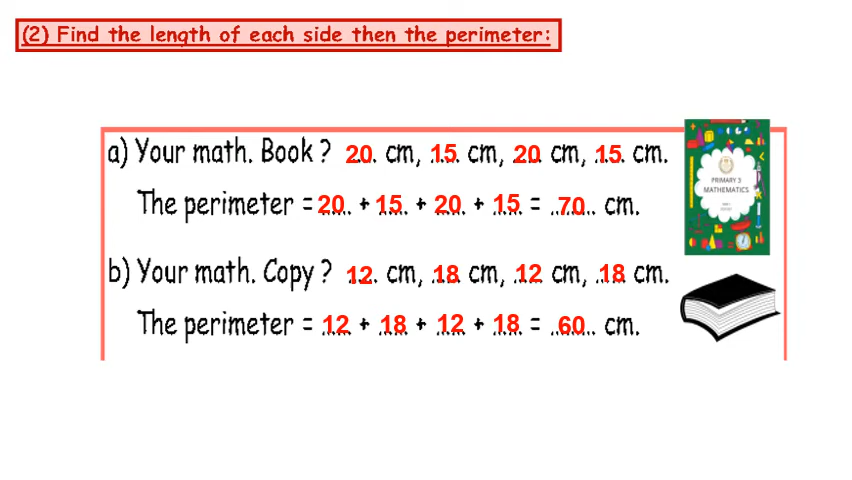 (2) Find the length of each side then the perimeter:
a) Your math. Book ? 20 cm, 15 cm, 20 cm, 15 cm.
The perimeter = 20 + 15 + 20 + 15 = 70 cm.
PRIMARY 3
MATHEMATICS
b) Your math. Copy ? 12 cm, 18 cm, 12 cm, 18 cm.
The perimeter = 12 + 18 + 12 + 18 = 60 cm.